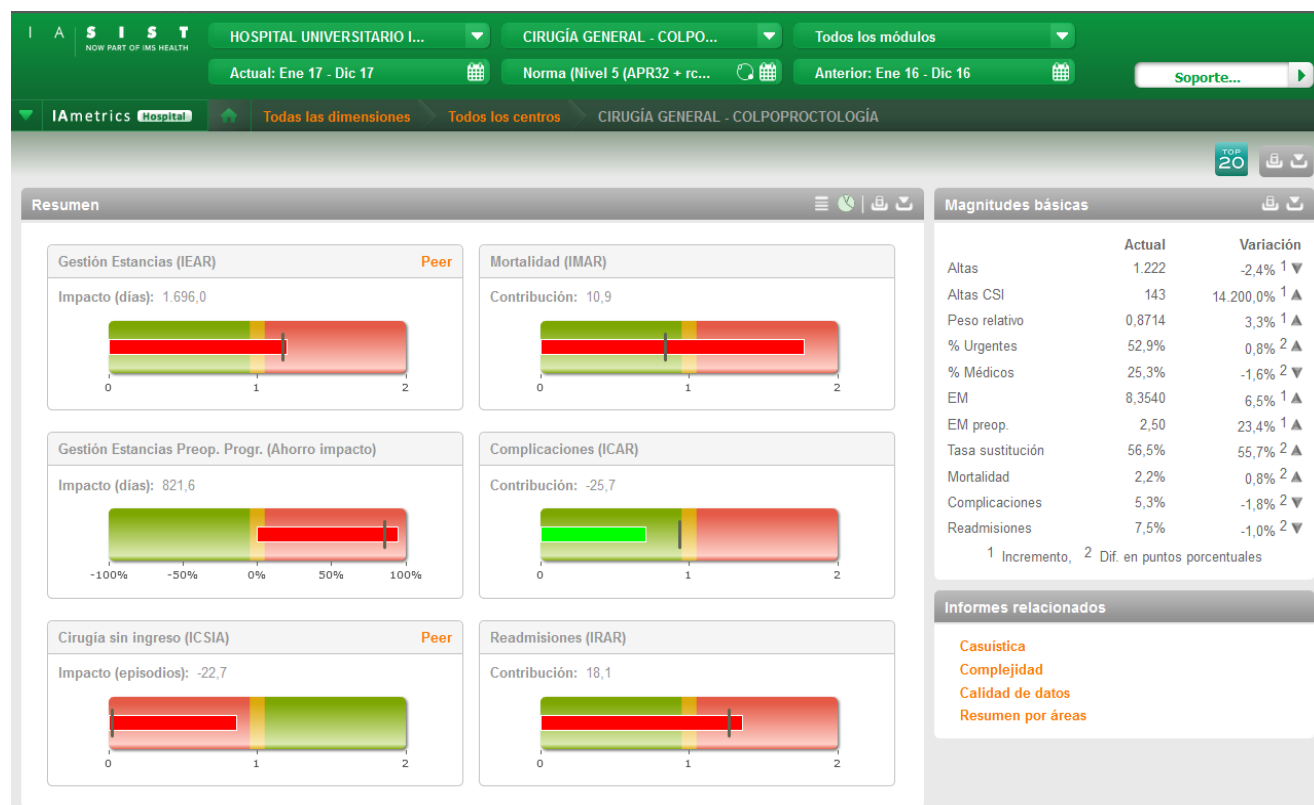 I A S I S T
NOW PART OF IMS HEALTH
HOSPITAL UNIVERSITARIO I...
CIRUGÍA GENERAL - COLPO...
Todos los módulos
Actual: Ene 17 - Dic 17
Norma (Nivel 5 (APR32 + rc...
Anterior: Ene 16 - Dic 16
Soporte...
IAmetrics Hospital
Todas las dimensiones
Todos los centros
CIRUGÍA GENERAL - COLPOPROCTOLOGÍA
TOP 20
Resumen
Gestión Estancias (IEAR) Peer
Impacto (días): 1.696,0
0 1 2
Mortalidad (IMAR)
Contribución: 10,9
0 1 2
Gestión Estancias Preop. Progr. (Ahorro impacto)
Impacto (días): 821,6
-100% -50% 0% 50% 100%
Complicaciones (ICAR)
Contribución: -25,7
0 1 2
Cirugía sin ingreso (ICSIA) Peer
Impacto (episodios): -22,7
0 1 2
Readmisiones (IRAR)
Contribución: 18,1
0 1 2
Magnitudes básicas
Actual Variación
Altas 1.222 -2,4% 1
Altas CSI 143 14.200,0% 1
Peso relativo 0,8714 3,3% 1
% Urgentes 52,9% 0,8% 2
% Médicos 25,3% -1,6% 2
EM 8,3540 6,5% 1
EM preop. 2,50 23,4% 1
Tasa sustitución 56,5% 55,7% 2
Mortalidad 2,2% 0,8% 2
Complicaciones 5,3% -1,8% 2
Readmisiones 7,5% -1,0% 2
1 Incremento, 2 Dif. en puntos porcentuales
Informes relacionados
Casuística
Complejidad
Calidad de datos
Resumen por áreas